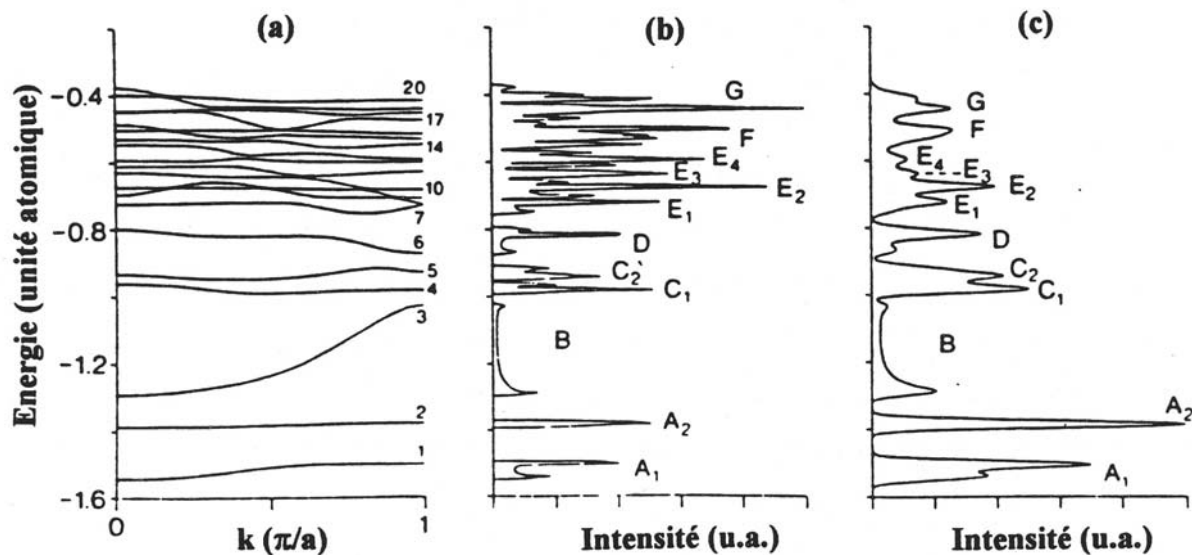 (a)
(b)
(c)
Energie (unité atomique)
-0.4
-0.8
-1.2
-1.6
20
17
14
10
7
6
5
4
3
2
1
0
1
k (π/a)
G
F
E4
E3
E2
E1
D
C2
C1
B
A2
A1
Intensité (u.a.)
G
F
E4
E3
E2
E1
D
C2
C1
B
A2
A1
Intensité (u.a.)